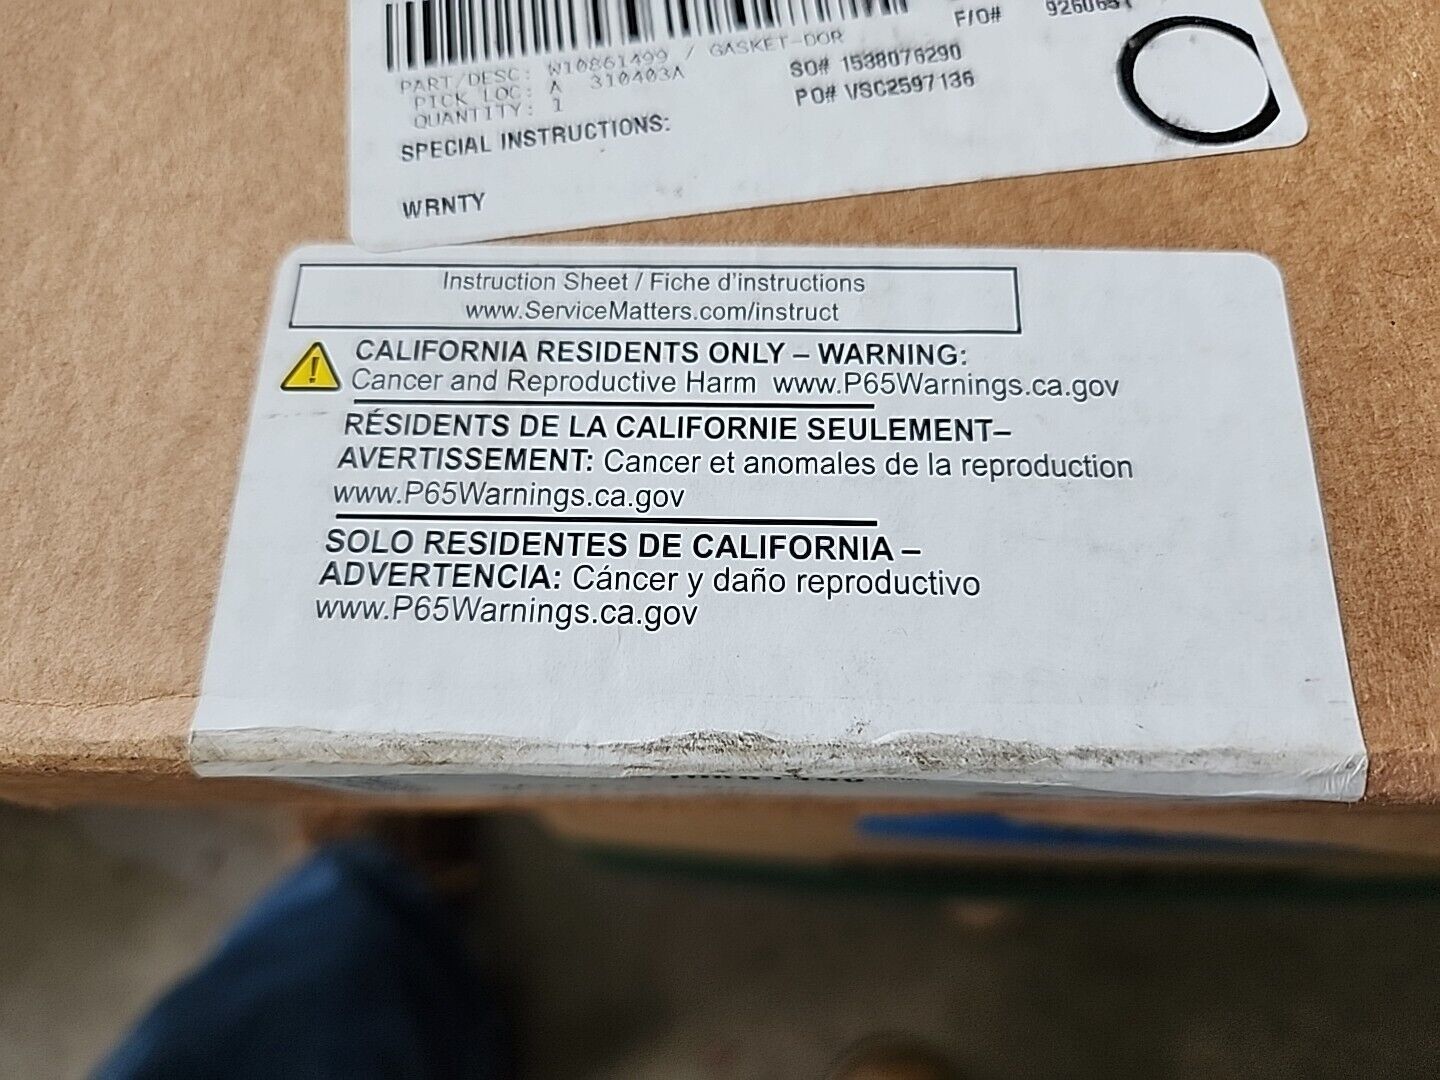 F/O#
PART/DESC: W10861499 / GASKET-DOR
SO# 1538076290
PICK LOC: A 310403A
PO# VSC2597136
QUANTITY: 1
SPECIAL INSTRUCTIONS:
WRNTY
Instruction Sheet / Fiche d'instructions
www.ServiceMatters.com/instruct
CALIFORNIA RESIDENTS ONLY – WARNING:
Cancer and Reproductive Harm www.P65Warnings.ca.gov
RÉSIDENTS DE LA CALIFORNIE SEULEMENT–
AVERTISSEMENT: Cancer et anomales de la reproduction
www.P65Warnings.ca.gov
SOLO RESIDENTES DE CALIFORNIA –
ADVERTENCIA: Cáncer y daño reproductivo
www.P65Warnings.ca.gov